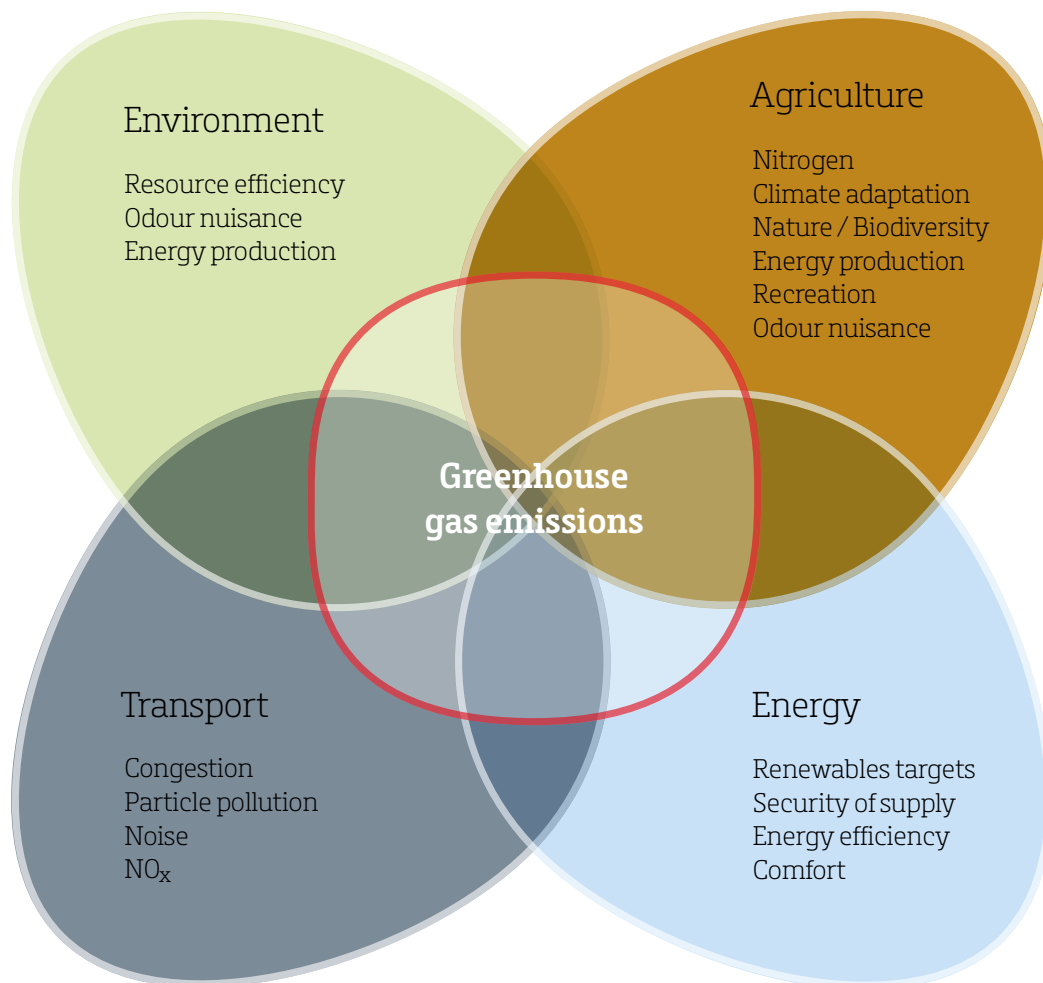 Environment
Resource efficiency
Odour nuisance
Energy production
Agriculture
Nitrogen
Climate adaptation
Nature / Biodiversity
Energy production
Recreation
Odour nuisance
Greenhouse
gas emissions
Transport
Congestion
Particle pollution
Noise
NOx
Energy
Renewables targets
Security of supply
Energy efficiency
Comfort